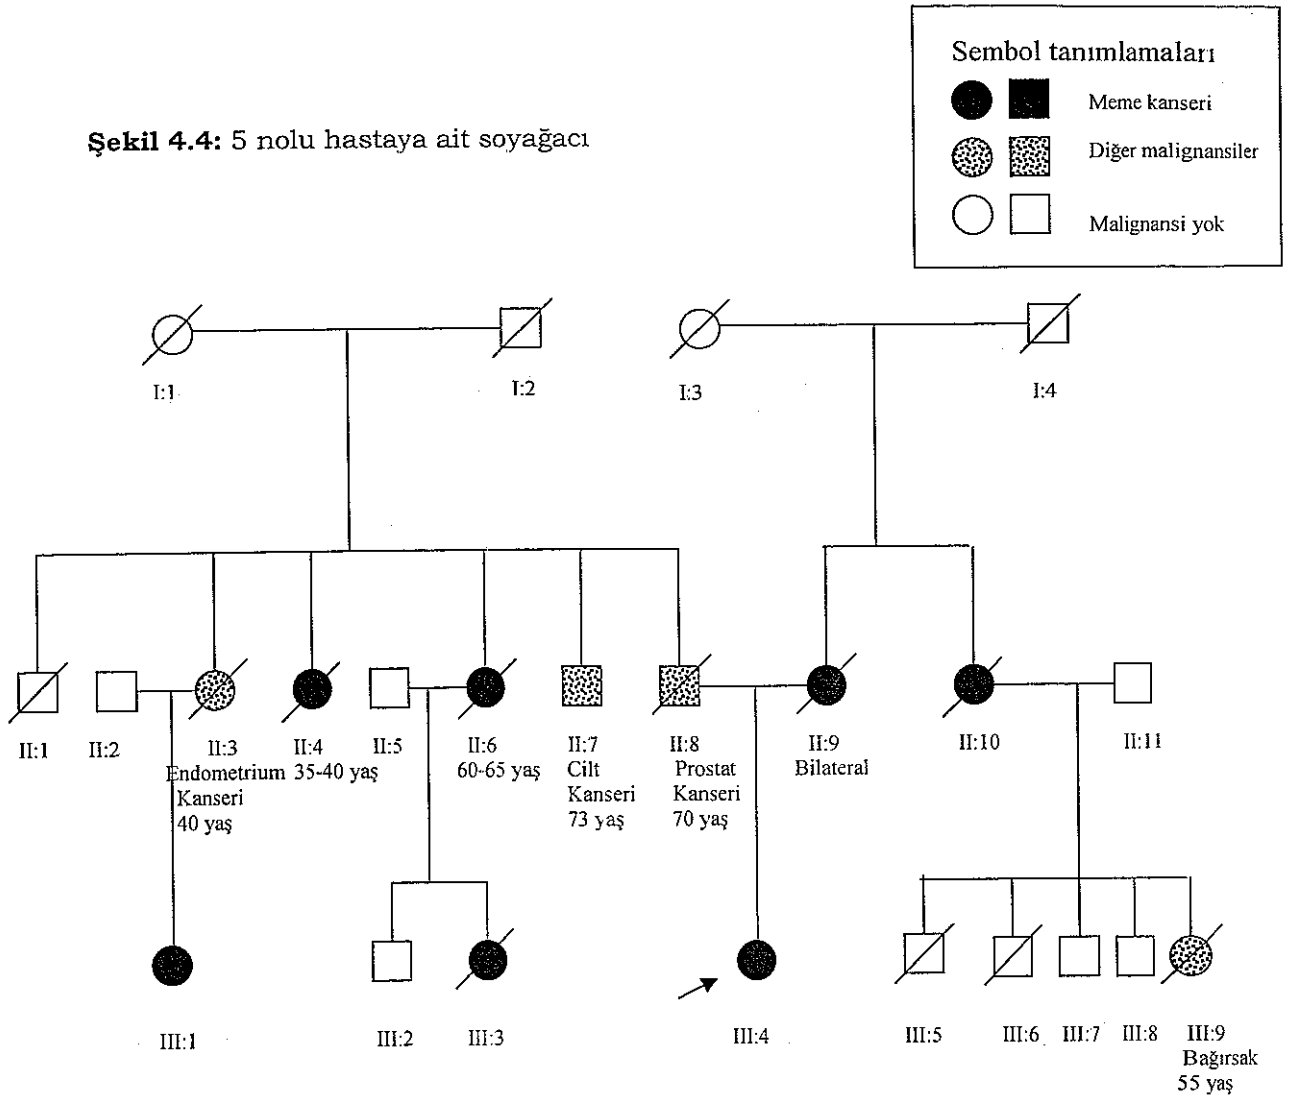 Sembol tanımlamaları
Meme kanseri
Diğer malignansiler
Malignansi yok
Şekil 4.4: 5 nolu hastaya ait soyağacı
I:1
I:2
I:3
I:4
II:1
II:2
II:3
Endometrium
Kanseri
40 yaş
II:4
35-40 yaş
II:5
II:6
60-65 yaş
II:7
Cilt
Kanseri
73 yaş
II:8
Prostat
Kanseri
70 yaş
II:9
Bilateral
II:10
II:11
III:1
III:2
III:3
III:4
III:5
III:6
III:7
III:8
III:9
Bağırsak
55 yaş